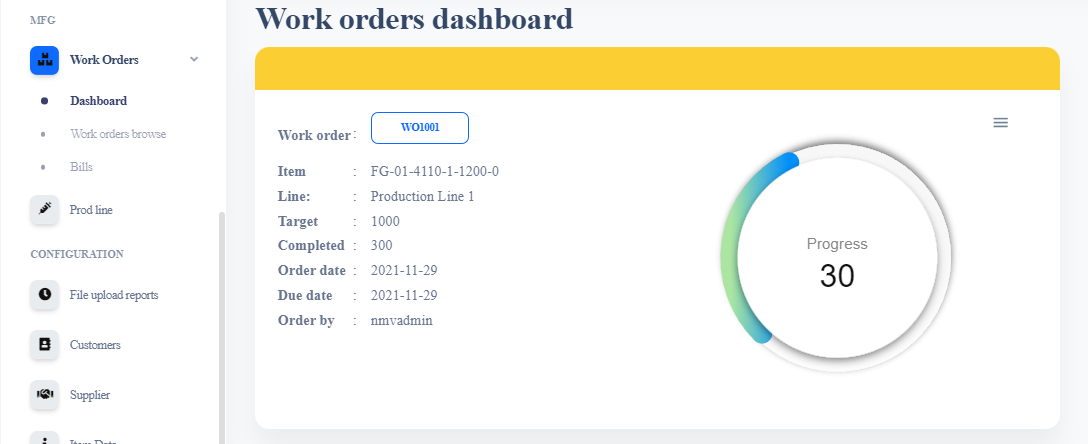 MFG
Work Orders
Dashboard
Work orders browse
Bills
Prod line
CONFIGURATION
File upload reports
Customers
Supplier
Item Data
Work orders dashboard
Work order : WO1001
Item : FG-01-4110-1-1200-0
Line: : Production Line 1
Target : 1000
Completed : 300
Order date : 2021-11-29
Due date : 2021-11-29
Order by : nmvadmin
Progress
30